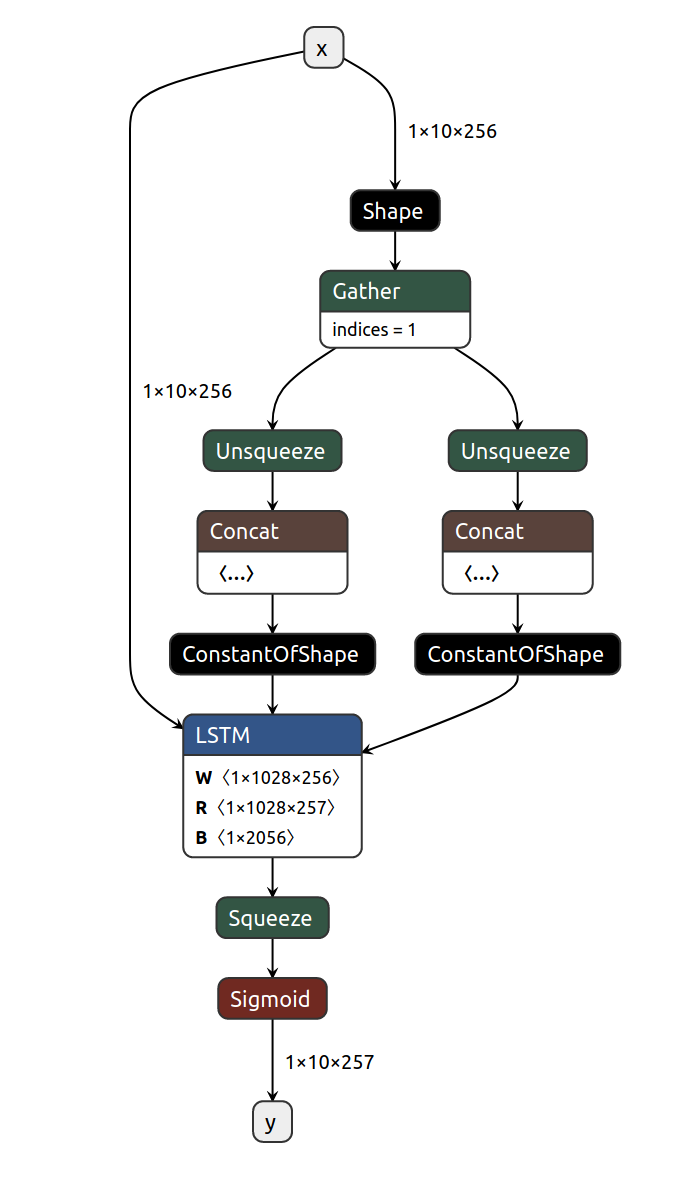 x
1×10×256
Shape
Gather
indices = 1
1×10×256
Unsqueeze
Unsqueeze
Concat
〈…〉
Concat
〈…〉
ConstantOfShape
ConstantOfShape
LSTM
W〈1×1028×256〉
R〈1×1028×257〉
B〈1×2056〉
Squeeze
Sigmoid
1×10×257
y